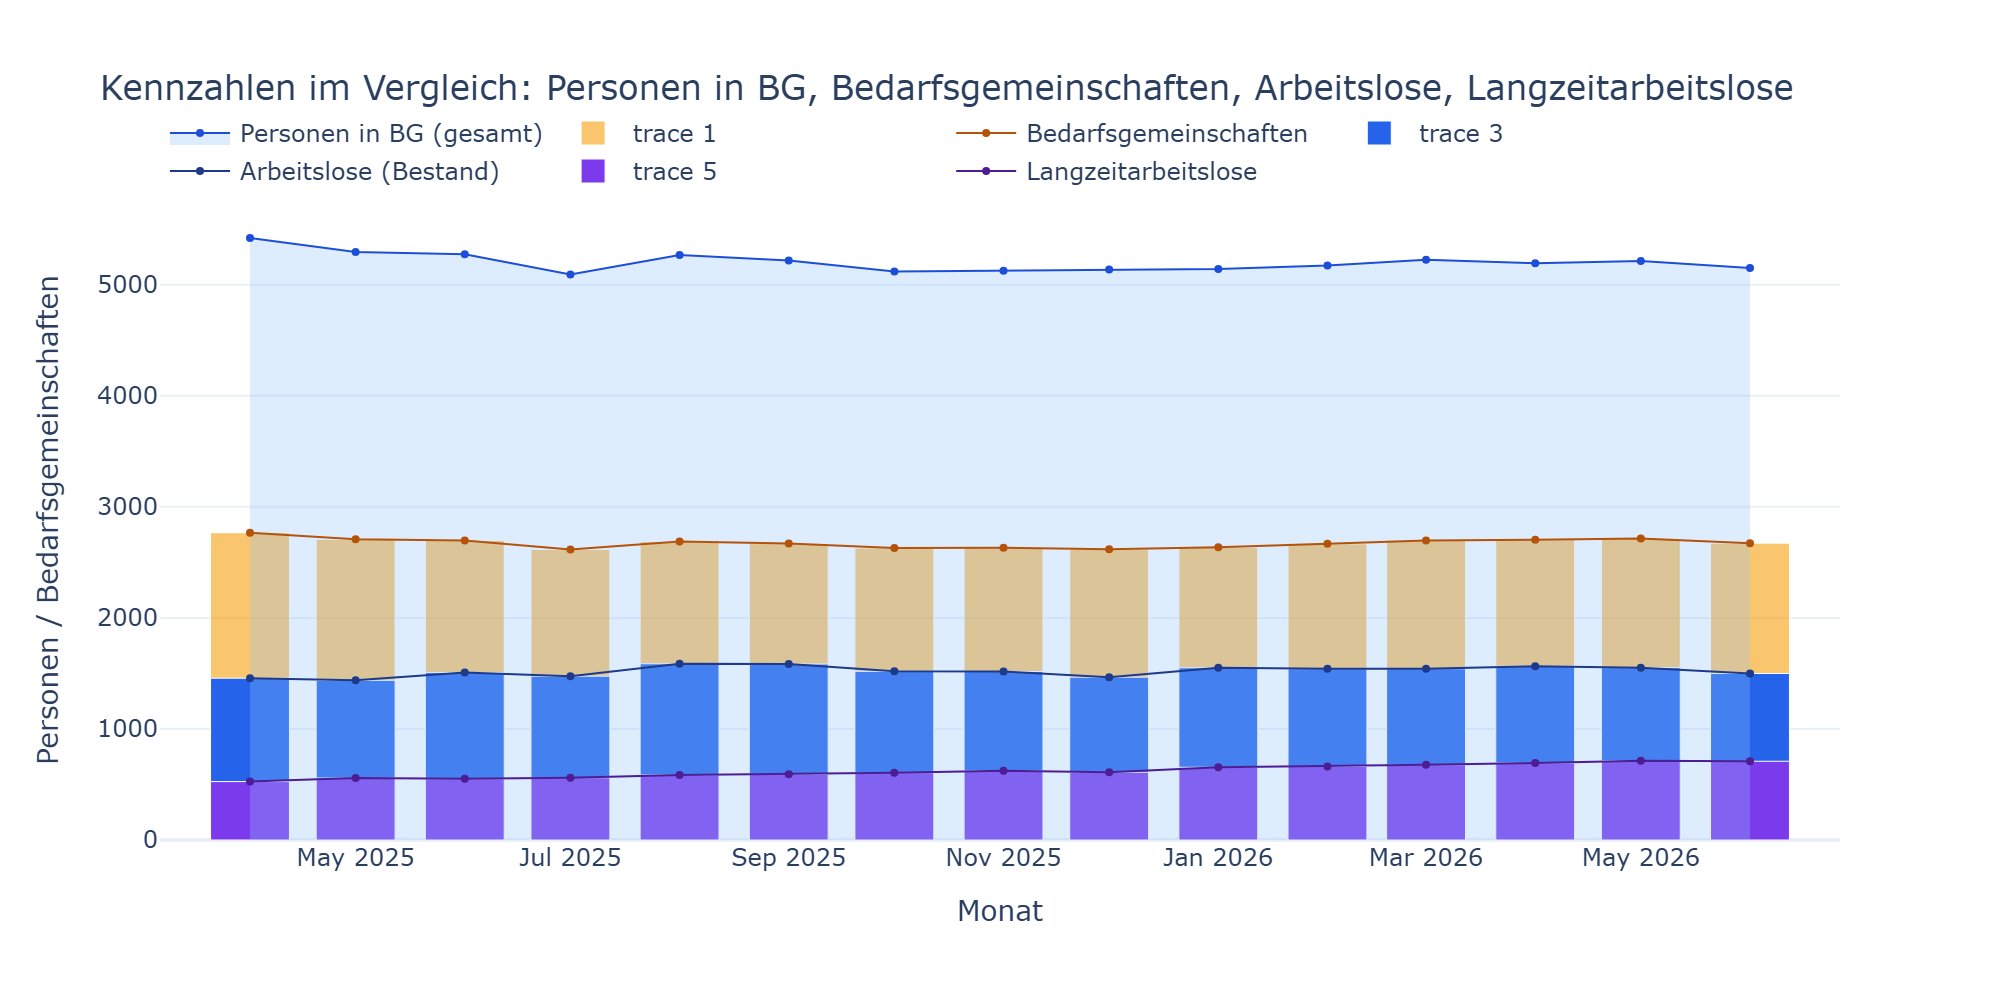 Kennzahlen im Vergleich: Personen in BG, Bedarfsgemeinschaften, Arbeitslose, Langzeitarbeitslose
Personen in BG (gesamt) trace 1 Bedarfsgemeinschaften trace 3
Arbeitslose (Bestand) trace 5 Langzeitarbeitslose
Personen / Bedarfsgemeinschaften
5000
4000
3000
2000
1000
0
May 2025 Jul 2025 Sep 2025 Nov 2025 Jan 2026 Mar 2026 May 2026
Monat